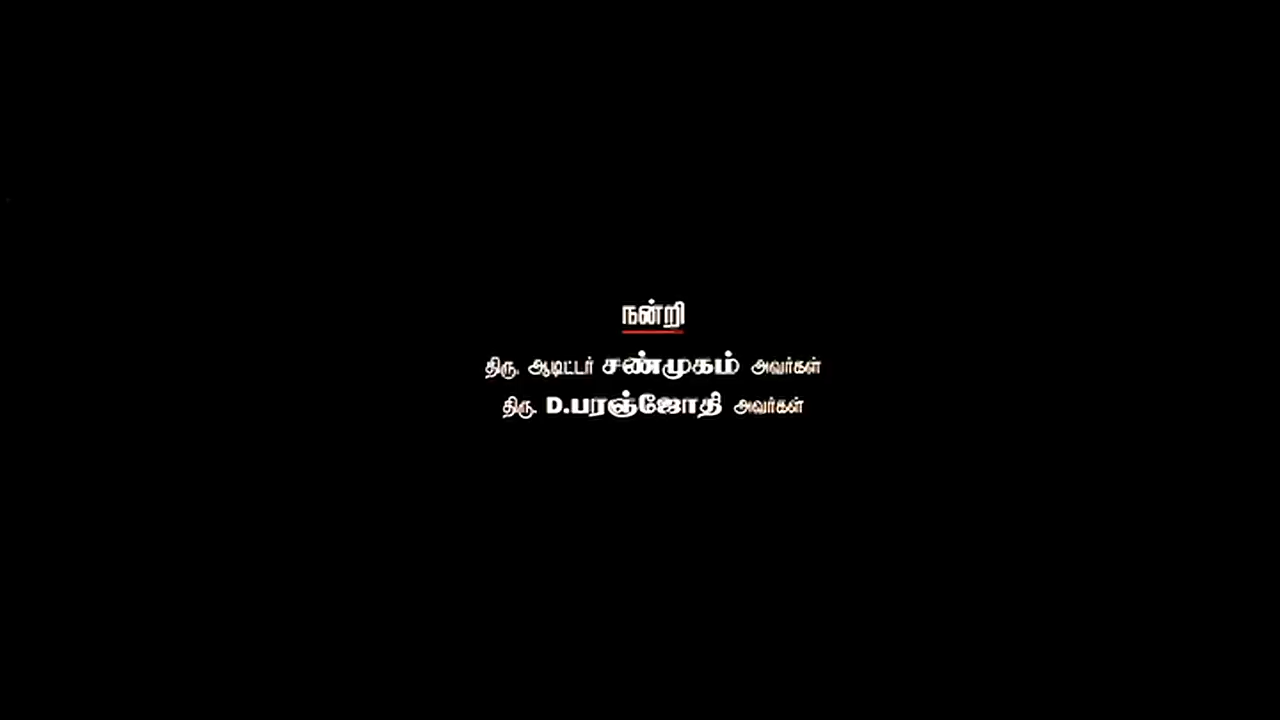 நன்றி
திரு. ஆடிட்டர் சண்முகம் அவர்கள்
திரு. D.பரஞ்ஜோதி அவர்கள்